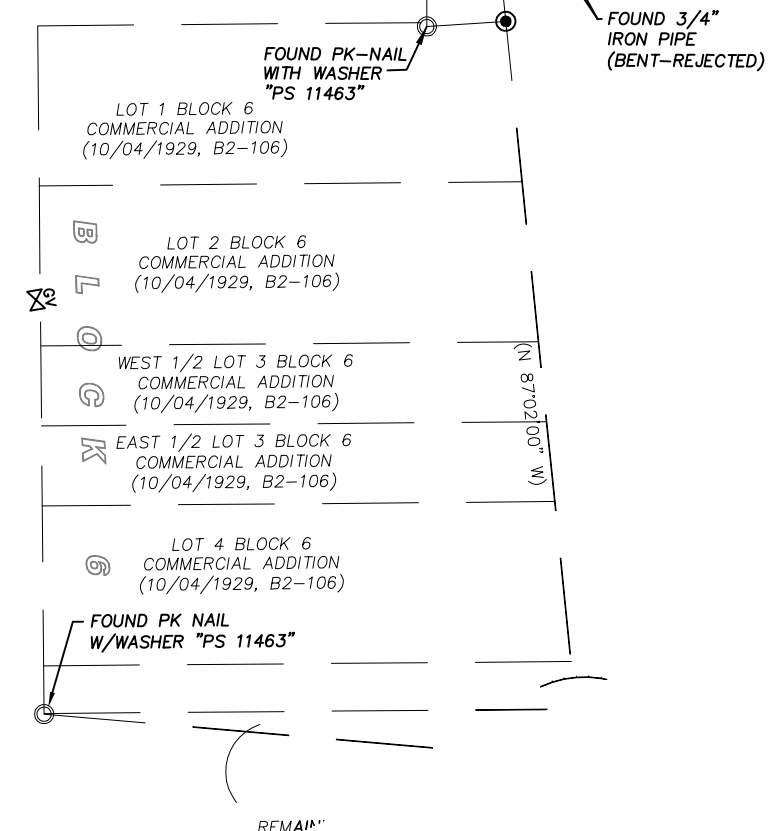 FOUND 3/4"
IRON PIPE
(BENT-REJECTED)
FOUND PK-NAIL
WITH WASHER
"PS 11463"
LOT 1 BLOCK 6
COMMERCIAL ADDITION
(10/04/1929, B2-106)
BLOCK 6
LOT 2 BLOCK 6
COMMERCIAL ADDITION
(10/04/1929, B2-106)
GV
WEST 1/2 LOT 3 BLOCK 6
COMMERCIAL ADDITION
(10/04/1929, B2-106)
(N 87°02'00" W)
EAST 1/2 LOT 3 BLOCK 6
COMMERCIAL ADDITION
(10/04/1929, B2-106)
LOT 4 BLOCK 6
COMMERCIAL ADDITION
(10/04/1929, B2-106)
FOUND PK NAIL
W/WASHER "PS 11463"